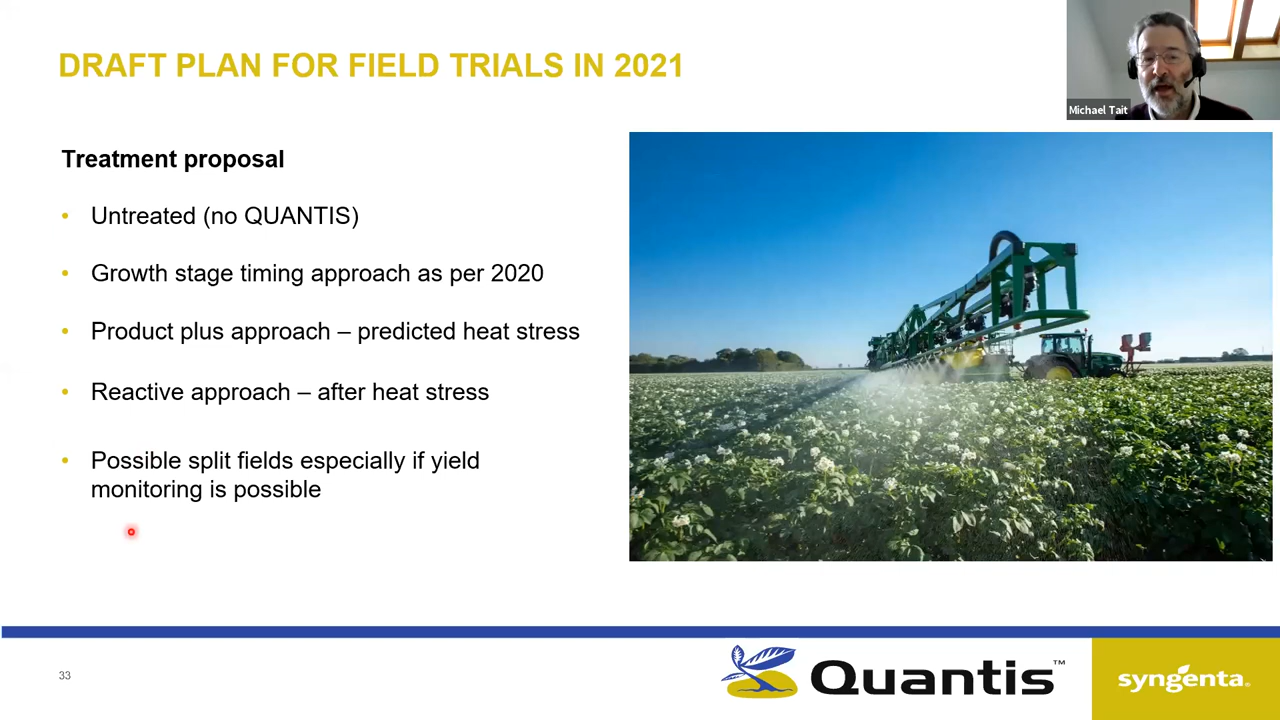 DRAFT PLAN FOR FIELD TRIALS IN 2021
Michael Tait
Treatment proposal
• Untreated (no QUANTIS)
• Growth stage timing approach as per 2020
• Product plus approach – predicted heat stress
• Reactive approach – after heat stress
• Possible split fields especially if yield
monitoring is possible
33
Quantis™
syngenta®